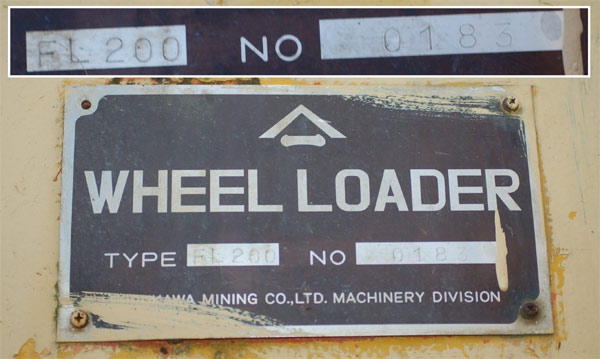 FL200 NO 0183
WHEEL LOADER
TYPE FL200 NO 0183
KAWA MINING CO.,LTD. MACHINERY DIVISION